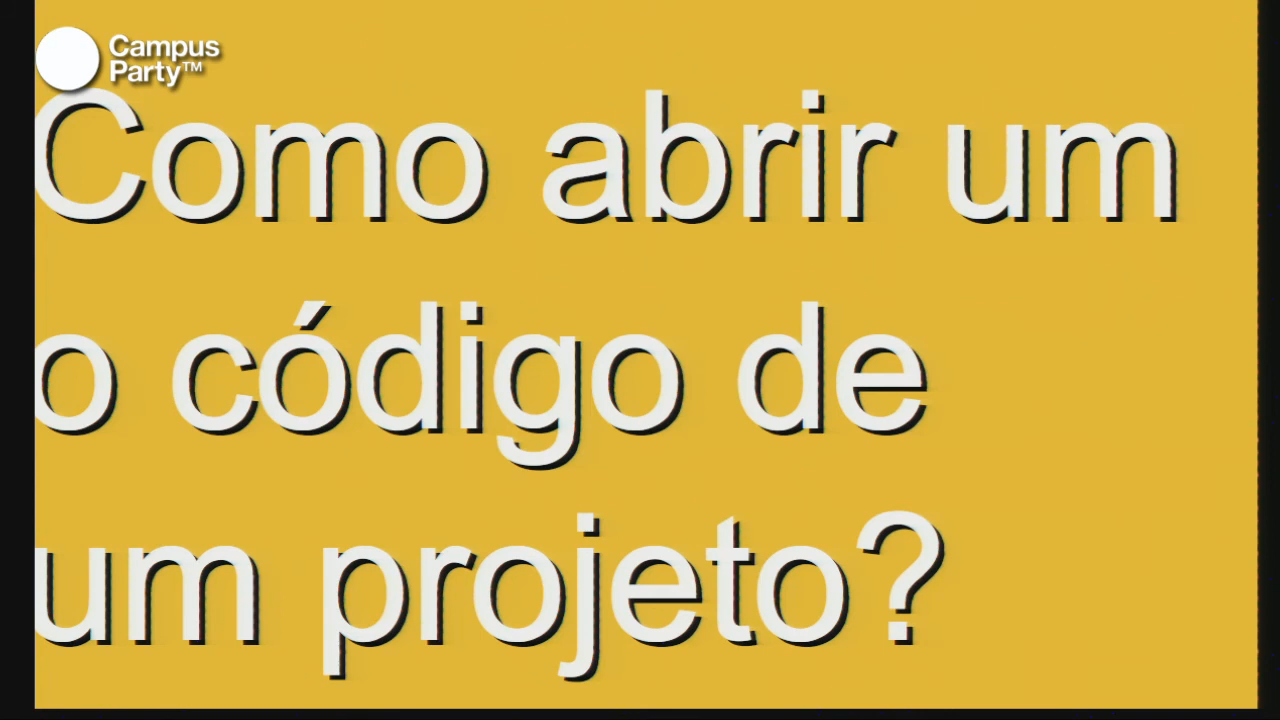 Campus
Party™
Como abrir um
o código de
um projeto?